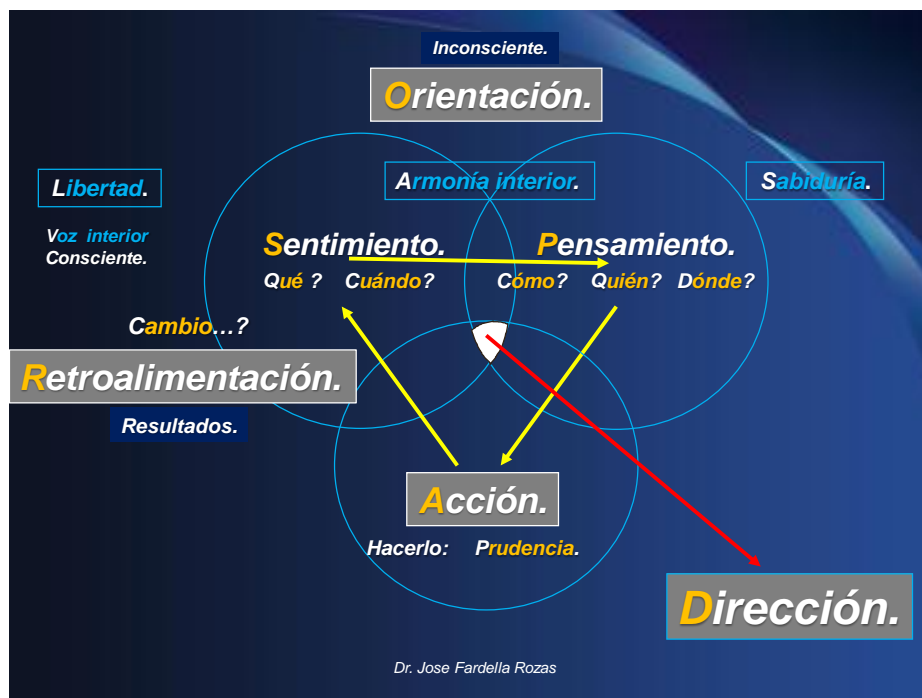 Inconsciente.
Orientación.
Libertad.
Armonía interior.
Sabiduría.
Voz interior
Consciente.
Sentimiento.
Pensamiento.
Qué ? Cuándo?
Cómo? Quién? Dónde?
Cambio...?
Retroalimentación.
Resultados.
Acción.
Hacerlo: Prudencia.
Dirección.
Dr. Jose Fardella Rozas